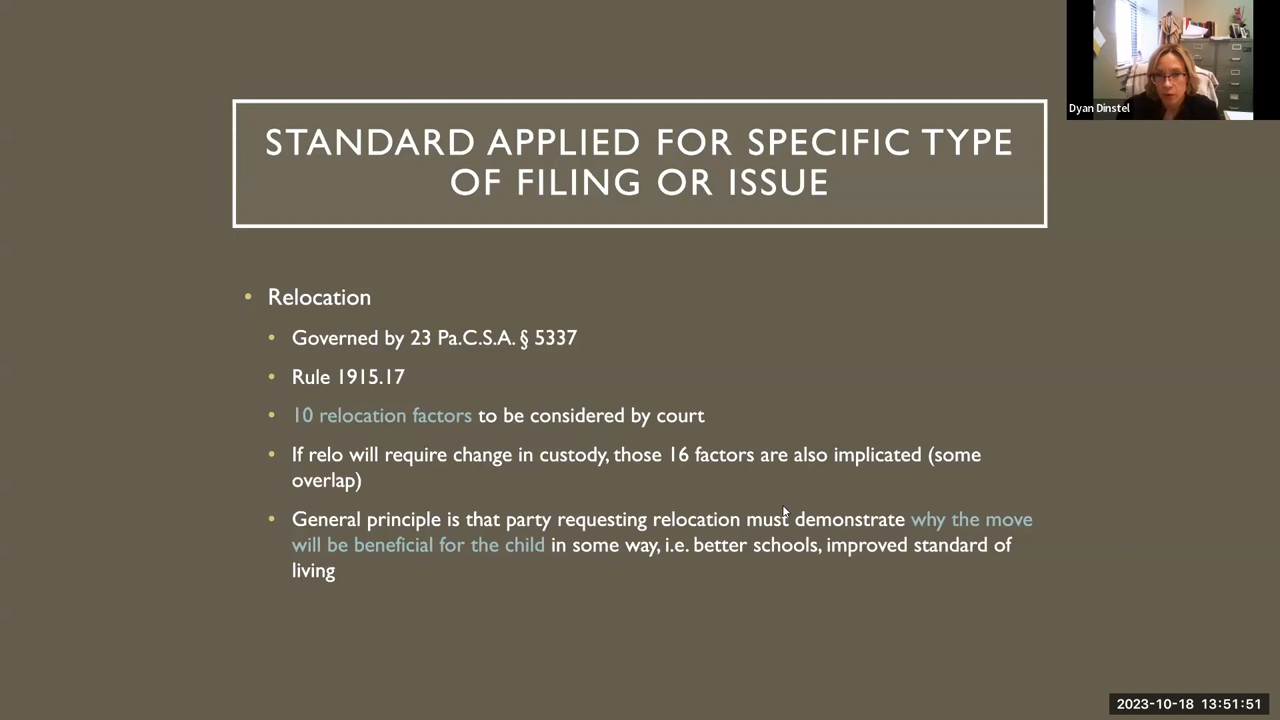 Dyan Dinstel
STANDARD APPLIED FOR SPECIFIC TYPE
OF FILING OR ISSUE
• Relocation
• Governed by 23 Pa.C.S.A. § 5337
• Rule 1915.17
• 10 relocation factors to be considered by court
• If relo will require change in custody, those 16 factors are also implicated (some
overlap)
• General principle is that party requesting relocation must demonstrate why the move
will be beneficial for the child in some way, i.e. better schools, improved standard of
living
2023-10-18 13:51:51